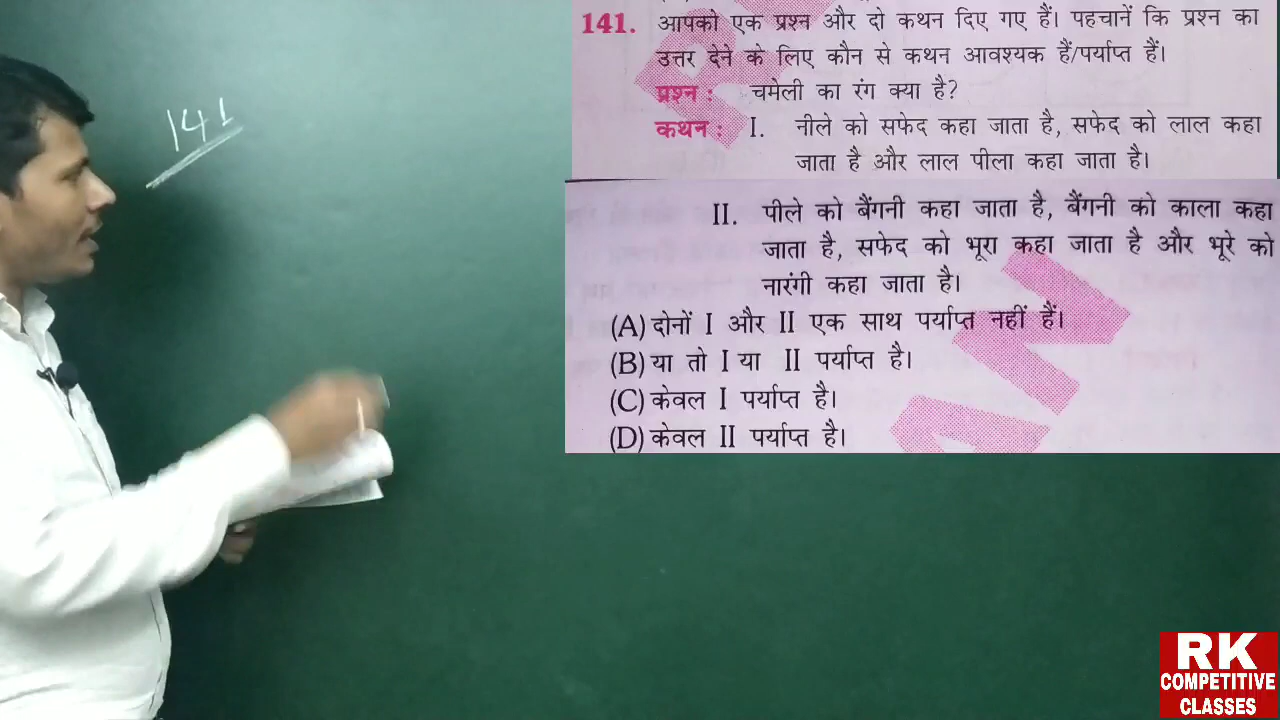 141
141. आपको एक प्रश्न और दो कथन दिए गए हैं। पहचानें कि प्रश्न का
उत्तर देने के लिए कौन से कथन आवश्यक हैं/पर्याप्त हैं।
प्रश्न : चमेली का रंग क्या है?
कथन : I. नीले को सफेद कहा जाता है, सफेद को लाल कहा
जाता है और लाल पीला कहा जाता है।
II. पीले को बैंगनी कहा जाता है, बैंगनी को काला कहा
जाता है, सफेद को भूरा कहा जाता है और भूरे को
नारंगी कहा जाता है।
(A) दोनों I और II एक साथ पर्याप्त नहीं हैं।
(B) या तो I या II पर्याप्त है।
(C) केवल I पर्याप्त है।
(D) केवल II पर्याप्त है।
RK
COMPETITIVE
CLASSES